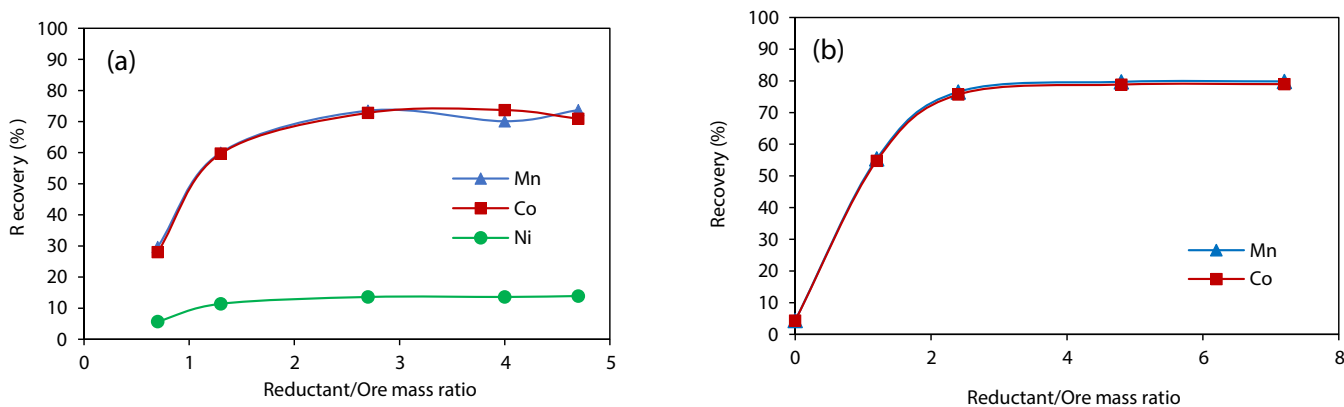 100
90
80
70
60
50
40
30
20
10
0
R ecovery (%)
(a)
Mn
Co
Ni
0 1 2 3 4 5
Reductant/Ore mass ratio
100
90
80
70
60
50
40
30
20
10
0
Recovery (%)
(b)
Mn
Co
0 2 4 6 8
Reductant/Ore mass ratio